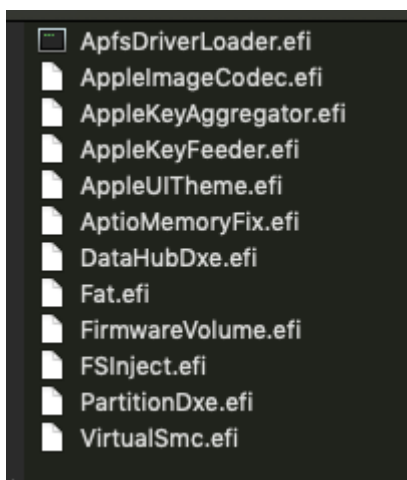 ApfsDriverLoader.efi
AppleImageCodec.efi
AppleKeyAggregator.efi
AppleKeyFeeder.efi
AppleUITheme.efi
AptioMemoryFix.efi
DataHubDxe.efi
Fat.efi
FirmwareVolume.efi
FSInject.efi
PartitionDxe.efi
VirtualSmc.efi